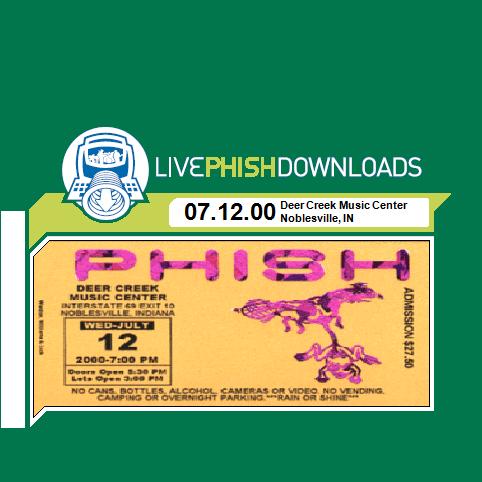 LIVEPHISHDOWNLOADS
07.12.00
Deer Creek Music Center
Noblesville, IN
PHISH
DEER CREEK
MUSIC CENTER
INTERSTATE 69 EXIT 10
NOBLESVILLE, INDIANA
WED-JULY
12
2000-7:00 PM
Doors Open 5:30 PM
Lots Open 3:00 PM
ADMISSION $27.50
NO CANS, BOTTLES, ALCOHOL, CAMERAS OR VIDEO. NO VENDING.
CAMPING OR OVERNIGHT PARKING.***RAIN OR SHINE***